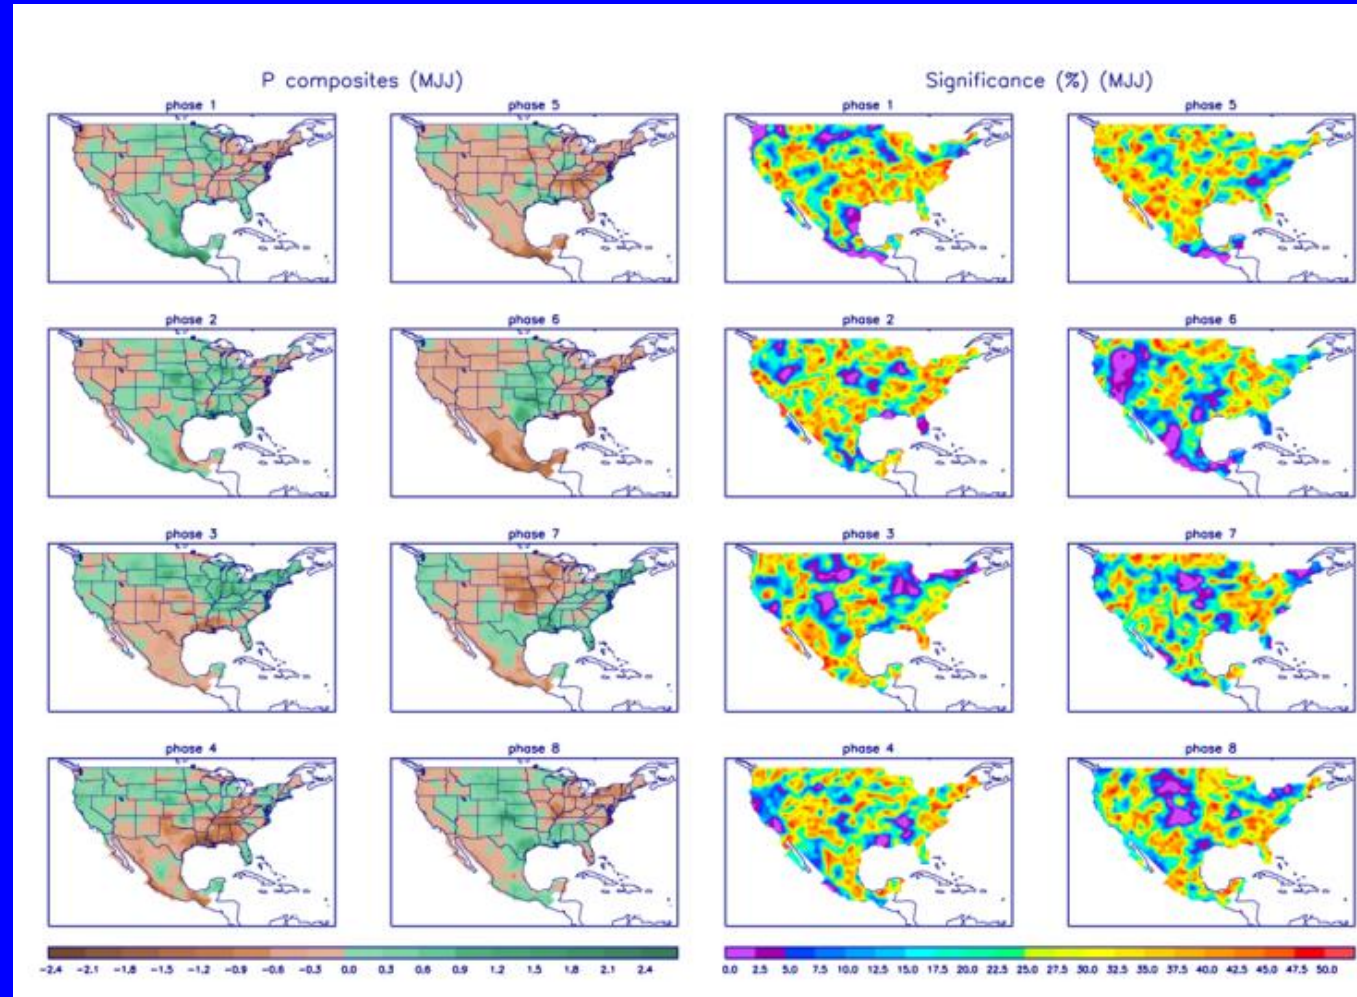 P composites (MJJ)
Significance (%) (MJJ)
phase 1
phase 5
phase 1
phase 5
phase 2
phase 6
phase 2
phase 6
phase 3
phase 7
phase 3
phase 7
phase 4
phase 8
phase 4
phase 8
-2.4 -2.1 -1.8 -1.5 -1.2 -0.9 -0.6 -0.3 0.0 0.3 0.6 0.9 1.2 1.5 1.8 2.1 2.4
0.0 2.5 5.0 7.5 10.0 12.5 15.0 17.5 20.0 22.5 25.0 27.5 30.0 32.5 35.0 37.5 40.0 42.5 45.0 47.5 50.0